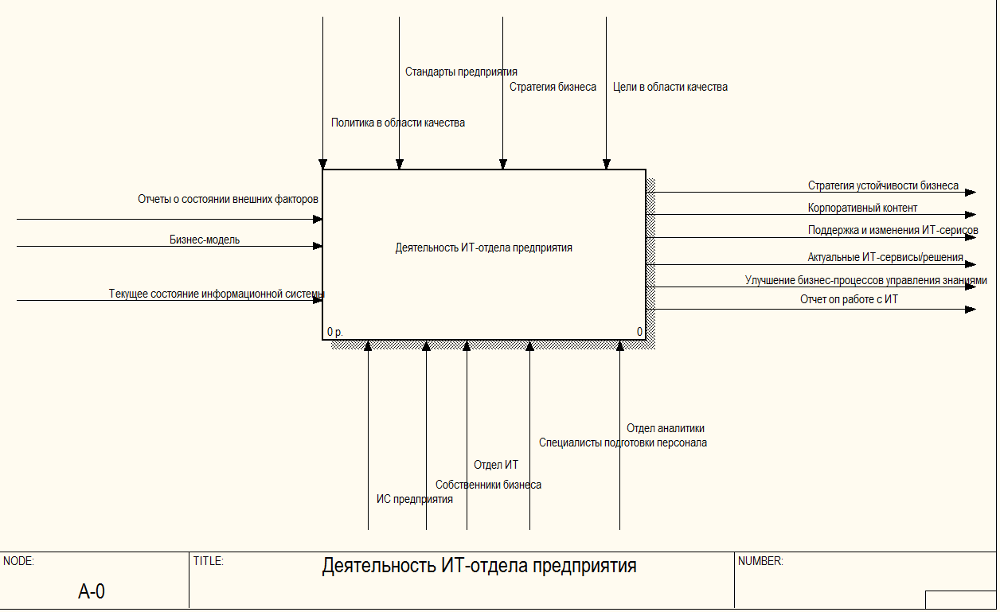 Стандарты предприятия
Стратегия бизнеса
Цели в области качества
Политика в области качества
Отчеты о состоянии внешних факторов
Бизнес-модель
Текущее состояние информационной системы
Деятельность ИТ-отдела предприятия
0 р.
0
Стратегия устойчивости бизнеса
Корпоративный контент
Поддержка и изменения ИТ-серисов
Актуальные ИТ-сервисы/решения
Улучшение бизнес-процессов управления знаниями
Отчет оп работе с ИТ
Отдел аналитики
Специалисты подготовки персонала
Отдел ИТ
Собственники бизнеса
ИС предприятия
NODE:
A-0
TITLE:
Деятельность ИТ-отдела предприятия
NUMBER: